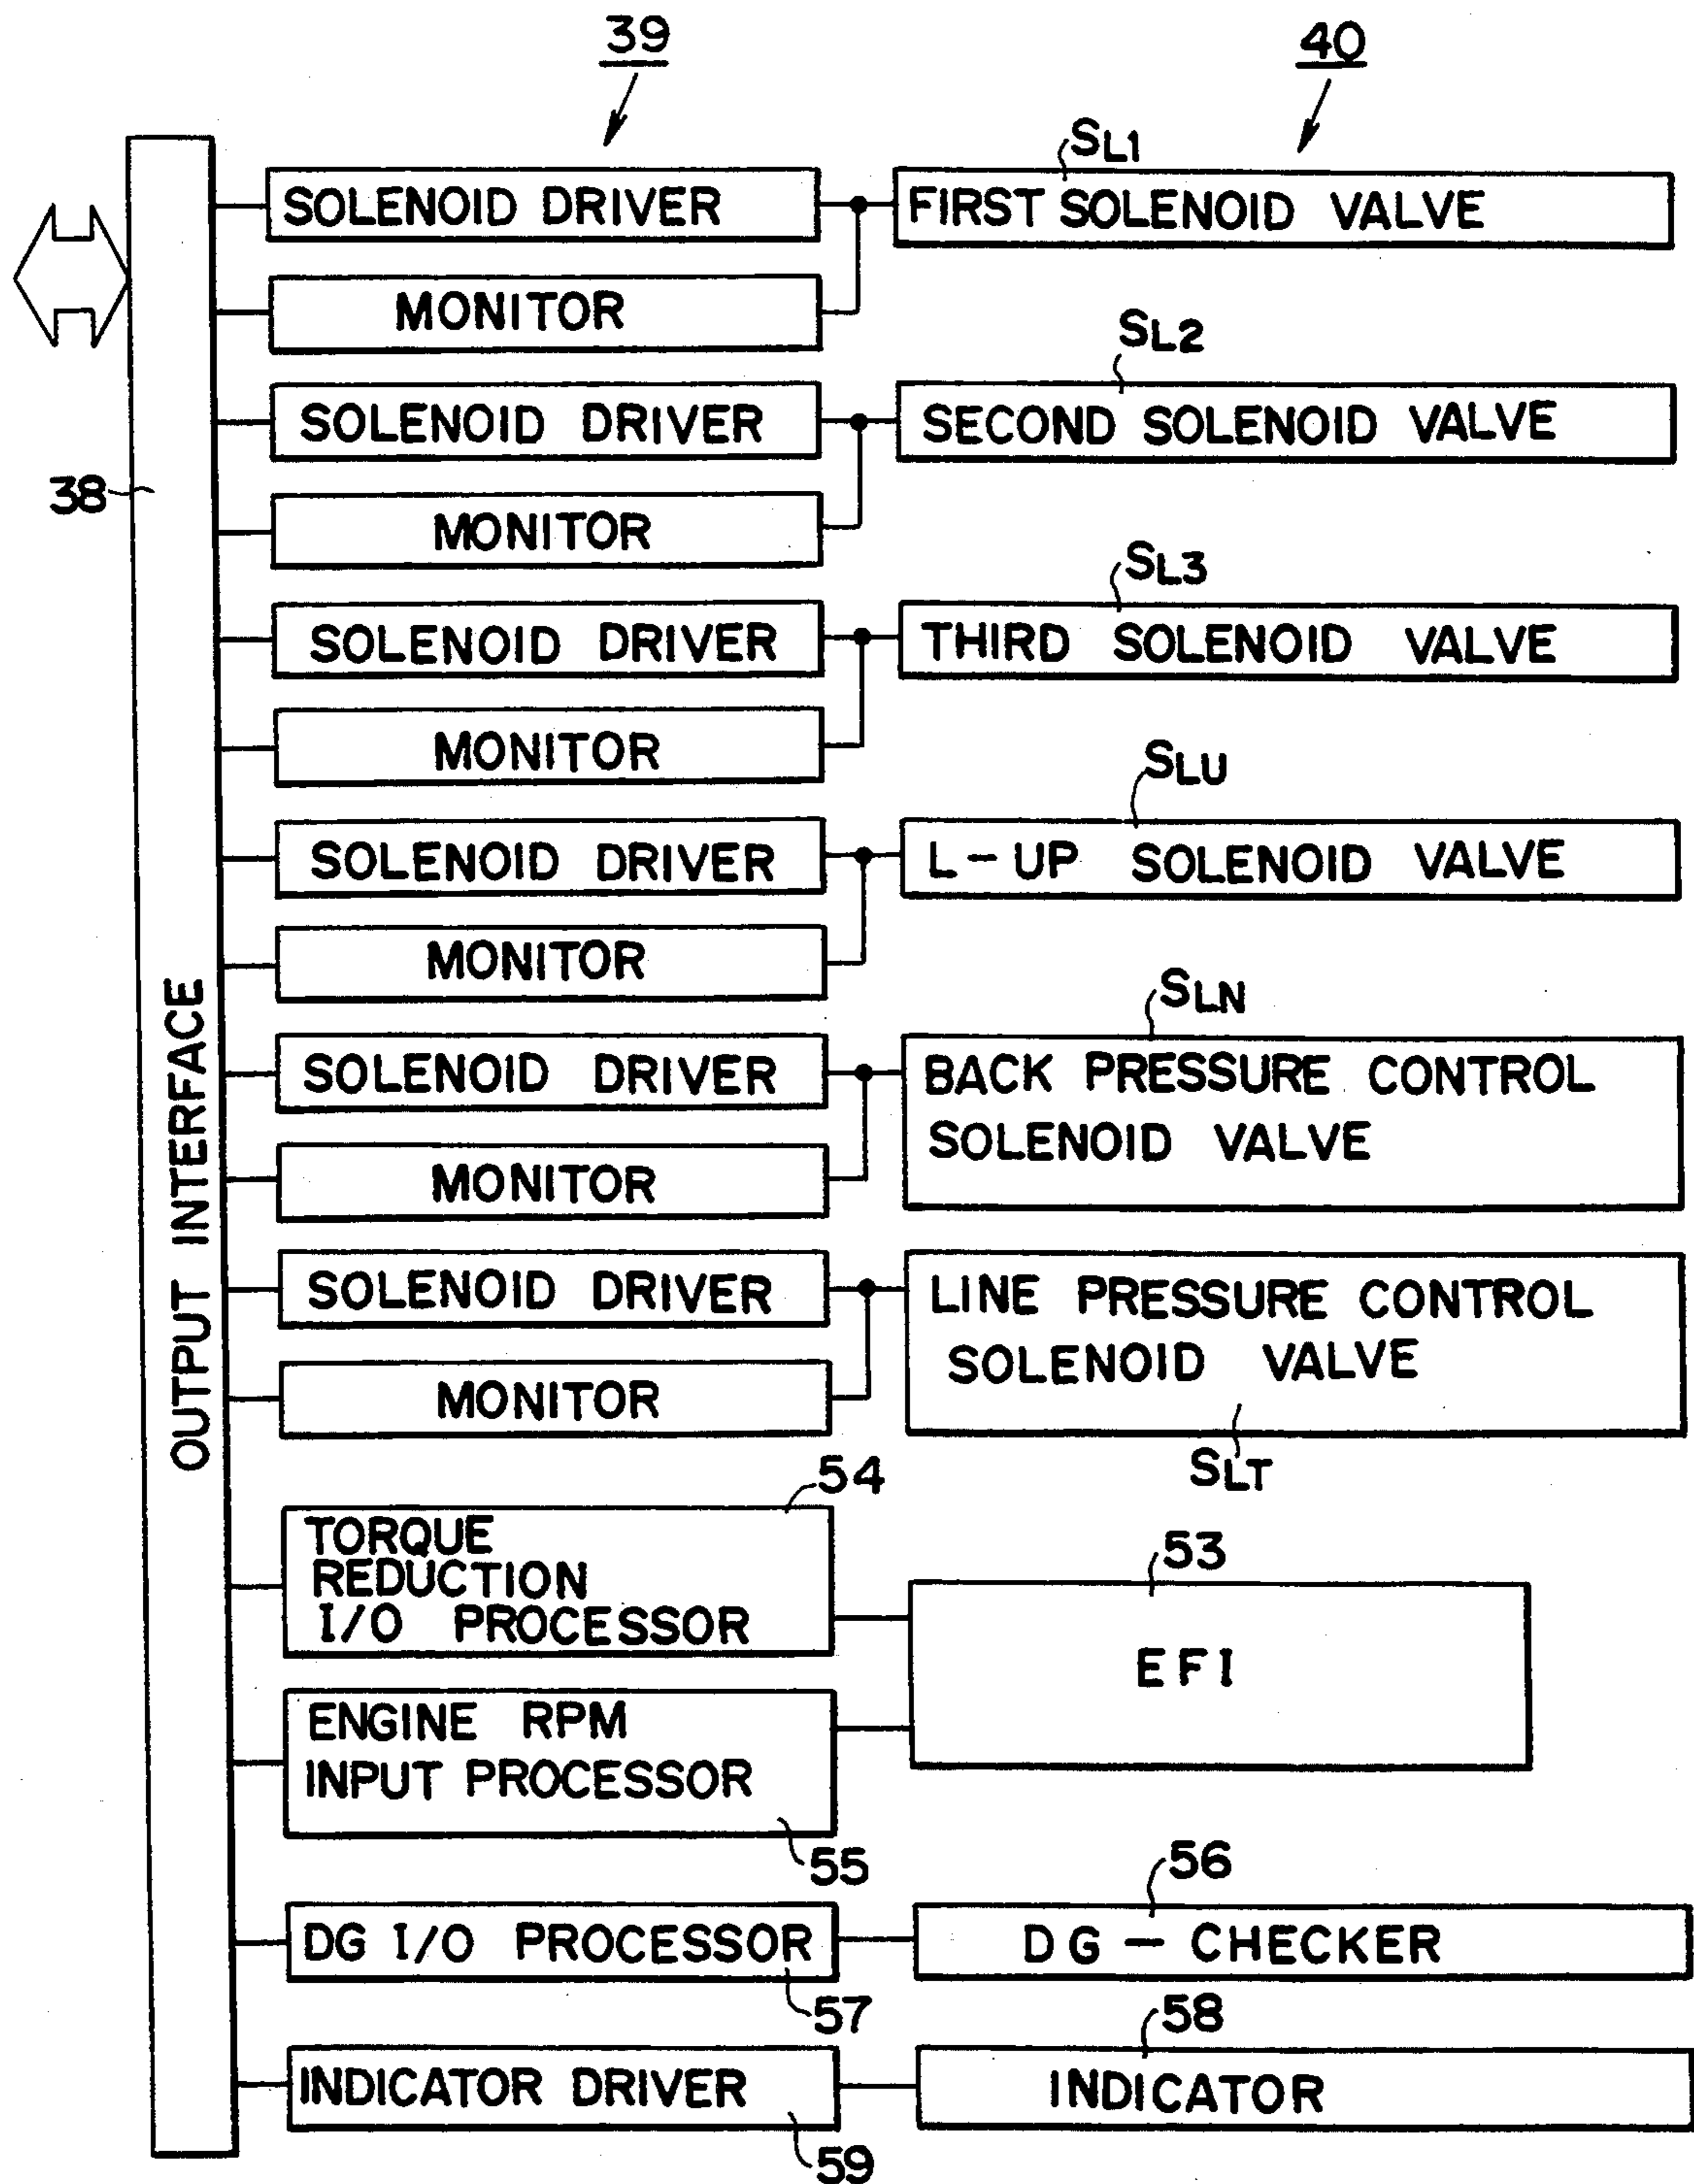 39
40
SL1
SOLENOID DRIVER
FIRST SOLENOID VALVE
MONITOR
SL2
SOLENOID DRIVER
SECOND SOLENOID VALVE
38
MONITOR
SL3
SOLENOID DRIVER
THIRD SOLENOID VALVE
MONITOR
SLU
SOLENOID DRIVER
L-UP SOLENOID VALVE
MONITOR
SLN
OUTPUT INTERFACE
SOLENOID DRIVER
BACK PRESSURE CONTROL
SOLENOID VALVE
MONITOR
SOLENOID DRIVER
LINE PRESSURE CONTROL
SOLENOID VALVE
MONITOR
SLT
54
TORQUE
REDUCTION
I/O PROCESSOR
53
EFI
ENGINE RPM
INPUT PROCESSOR
55
56
DG I/O PROCESSOR
DG-CHECKER
57
58
INDICATOR DRIVER
INDICATOR
59